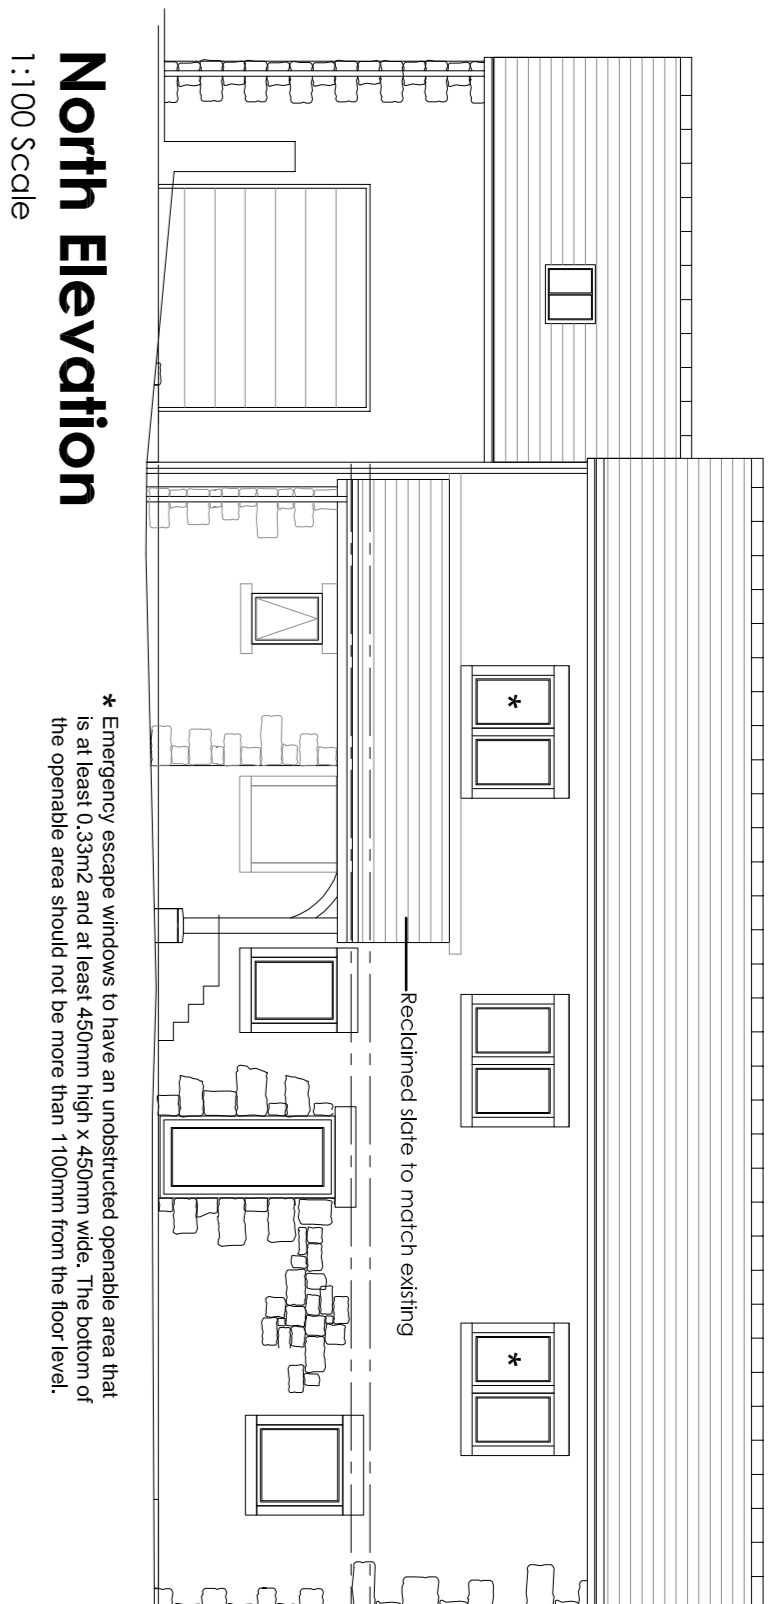 Reclaimed slate to match existing
* Emergency escape windows to have an unobstructed openable area that
is at least 0.33m2 and at least 450mm high x 450mm wide. The bottom of
the openable area should not be more than 1100mm from the floor level.
North Elevation
1:100 Scale
*
*